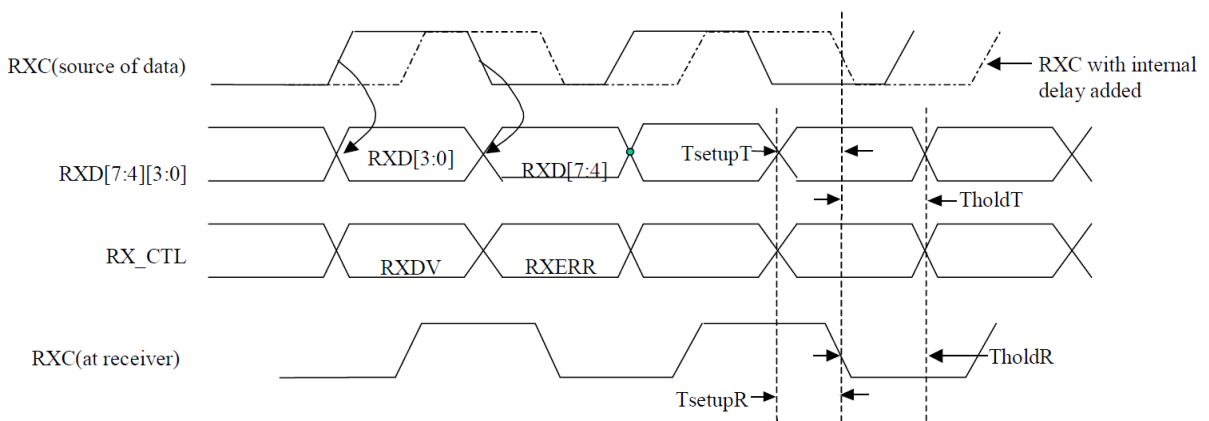 RXC(source of data)
RXC with internal
delay added
RXD[3:0]
TsetupT
RXD[7:4]
RXD[7:4][3:0]
TholdT
RX_CTL
RXDV
RXERR
RXC(at receiver)
TholdR
TsetupR